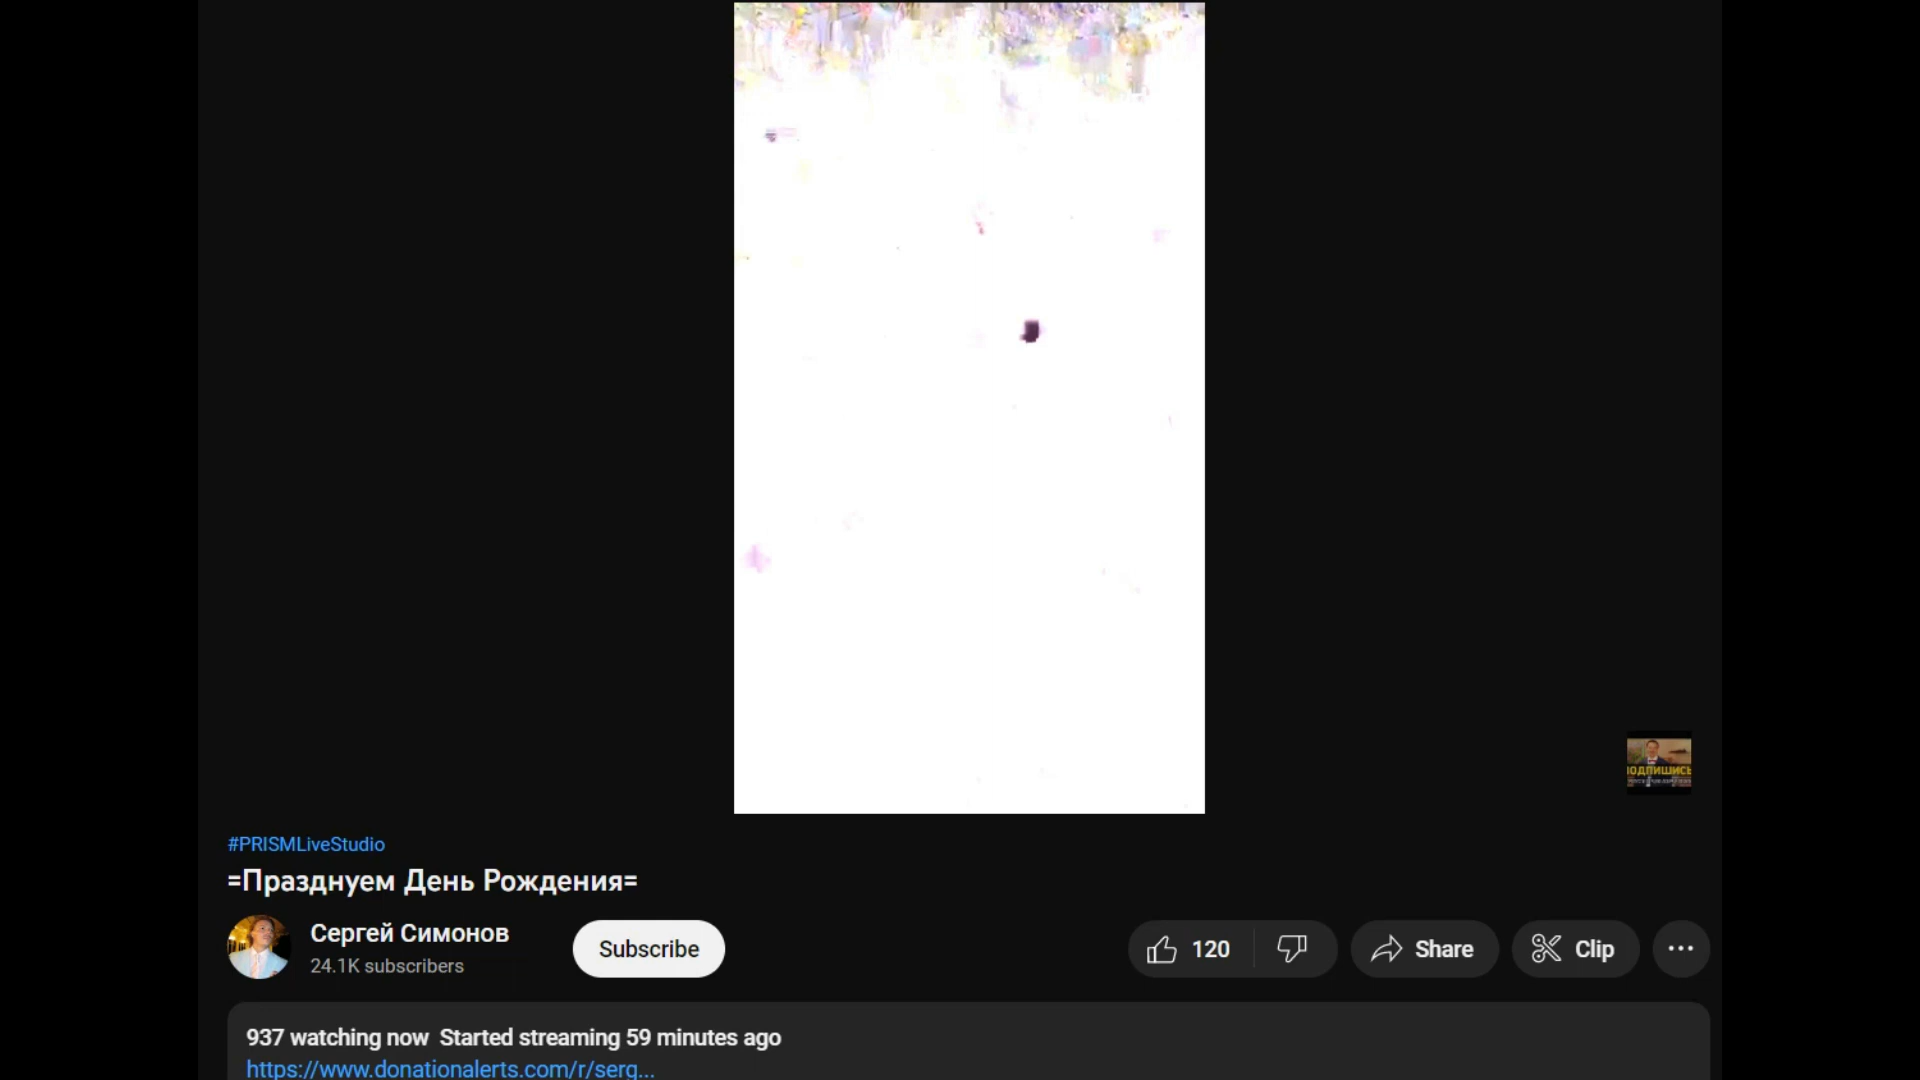 ПОДПИШИСЬ
#PRISMLiveStudio
=Празднуем День Рождения=
Сергей Симонов
24.1K subscribers
Subscribe
120
Share
Clip
937 watching now Started streaming 59 minutes ago
https://www.donationalerts.com/r/serg...